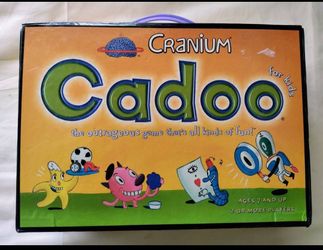 CRANIUM
Cadoo
for kids
the outrageous game that's all kinds of fun!
AGES 7 AND UP
2 OR MORE PLAYERS